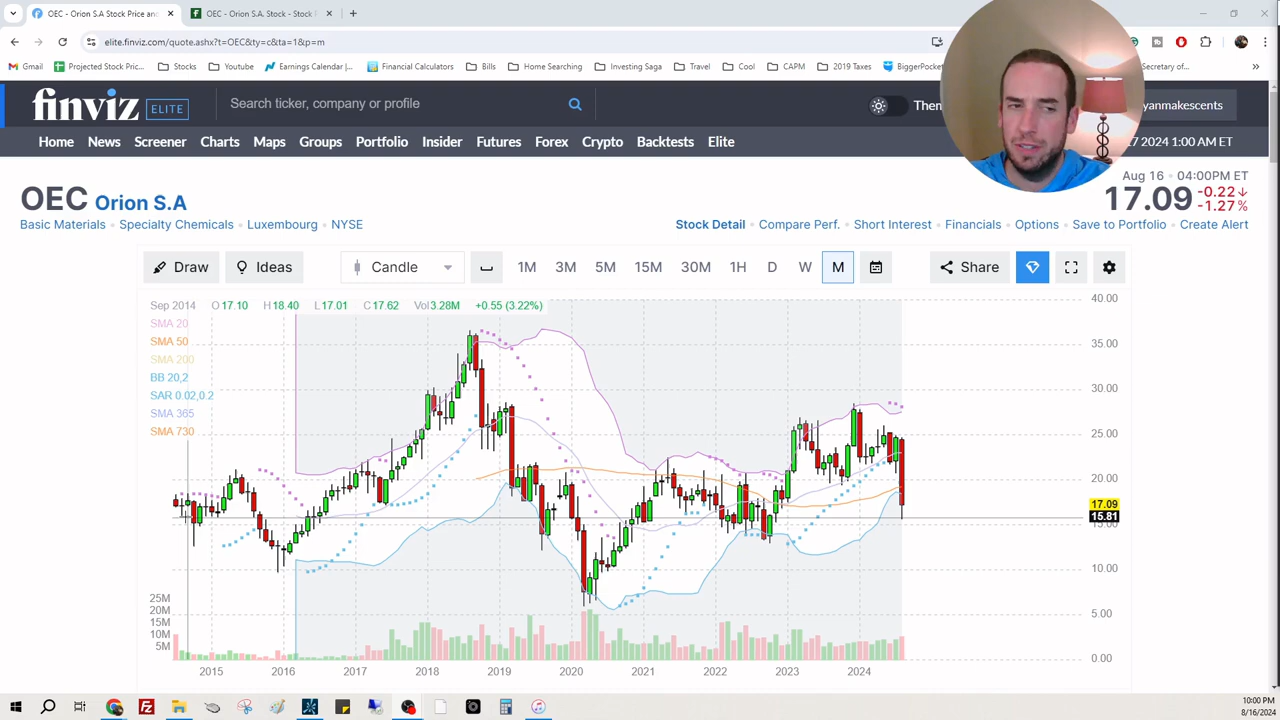 OEC - Orion S.A Stock Price and
OEC - Orion S.A. Stock - Stock P
elite.finviz.com/quote.ashx?t=OEC&ty=c&ta=1&p=m
Gmail
Projected Stock Pric...
Stocks
Youtube
Earnings Calendar |...
Financial Calculators
Bills
Home Searching
Investing Saga
Travel
Cool
CAPM
2019 Taxes
BiggerPocket
Secretary of...
»
finviz ELITE
Search ticker, company or profile
Then
yanmakescents
Home News Screener Charts Maps Groups Portfolio Insider Futures Forex Crypto Backtests Elite
7 2024 1:00 AM ET
OEC Orion S.A
Aug 16 • 04:00PM ET
17.09 -0.22↓
-1.27%
Basic Materials • Specialty Chemicals • Luxembourg • NYSE
Stock Detail • Compare Perf. • Short Interest • Financials • Options • Save to Portfolio • Create Alert
Draw Ideas Candle 1M 3M 5M 15M 30M 1H D W M Share
Sep 2014 O 17.10 H 18.40 L 17.01 C 17.62 Vol 3.28M +0.55 (3.22%)
SMA 20
SMA 50
SMA 200
BB 20,2
SAR 0.02,0.2
SMA 365
SMA 730
40.00
35.00
30.00
25.00
20.00
17.09
15.81
15.00
10.00
5.00
0.00
25M
20M
15M
10M
5M
2015 2016 2017 2018 2019 2020 2021 2022 2023 2024
10:00 PM
8/16/2024